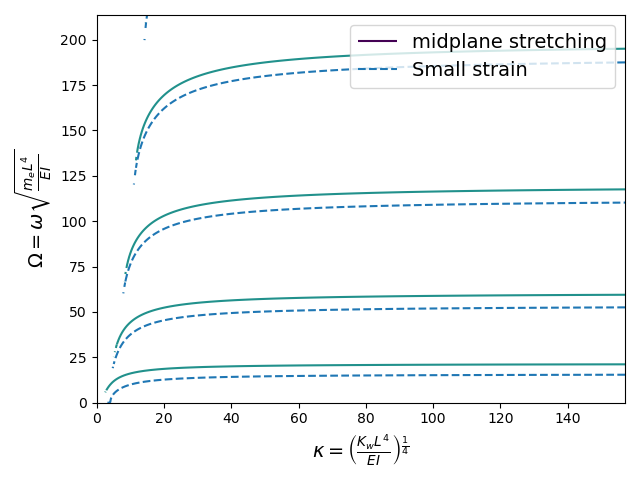 midplane stretching
Small strain
200
175
150
125
100
75
50
25
0
0 20 40 60 80 100 120 140
Ω = ω√(mₑL⁴/EI)
κ = (K_wL⁴/EI)^(1/4)